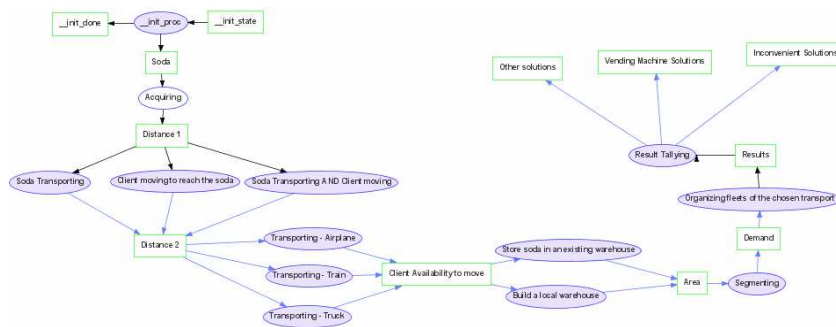 __init_done
__init_proc
__init_state
Soda
Acquiring
Distance 1
Soda Transporting
Client moving to reach the soda
Soda Transporting AND Client moving
Distance 2
Transporting - Airplane
Transporting - Train
Transporting - Truck
Client Availability to move
Store soda in an existing warehouse
Build a local warehouse
Area
Segmenting
Demand
Organizing fleets of the chosen transport
Results
Result Tallying
Other solutions
Vending Machine Solutions
Inconvenient Solutions